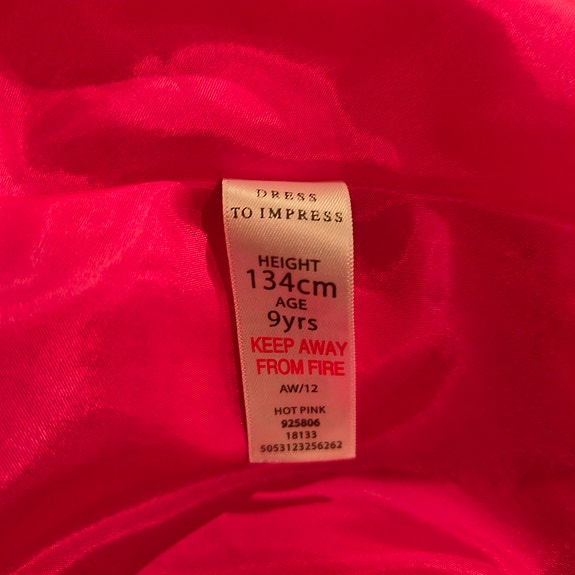 DRESS
TO IMPRESS
HEIGHT
134cm
AGE
9yrs
KEEP AWAY
FROM FIRE
AW/12
HOT PINK
925806
18133
5053123256262